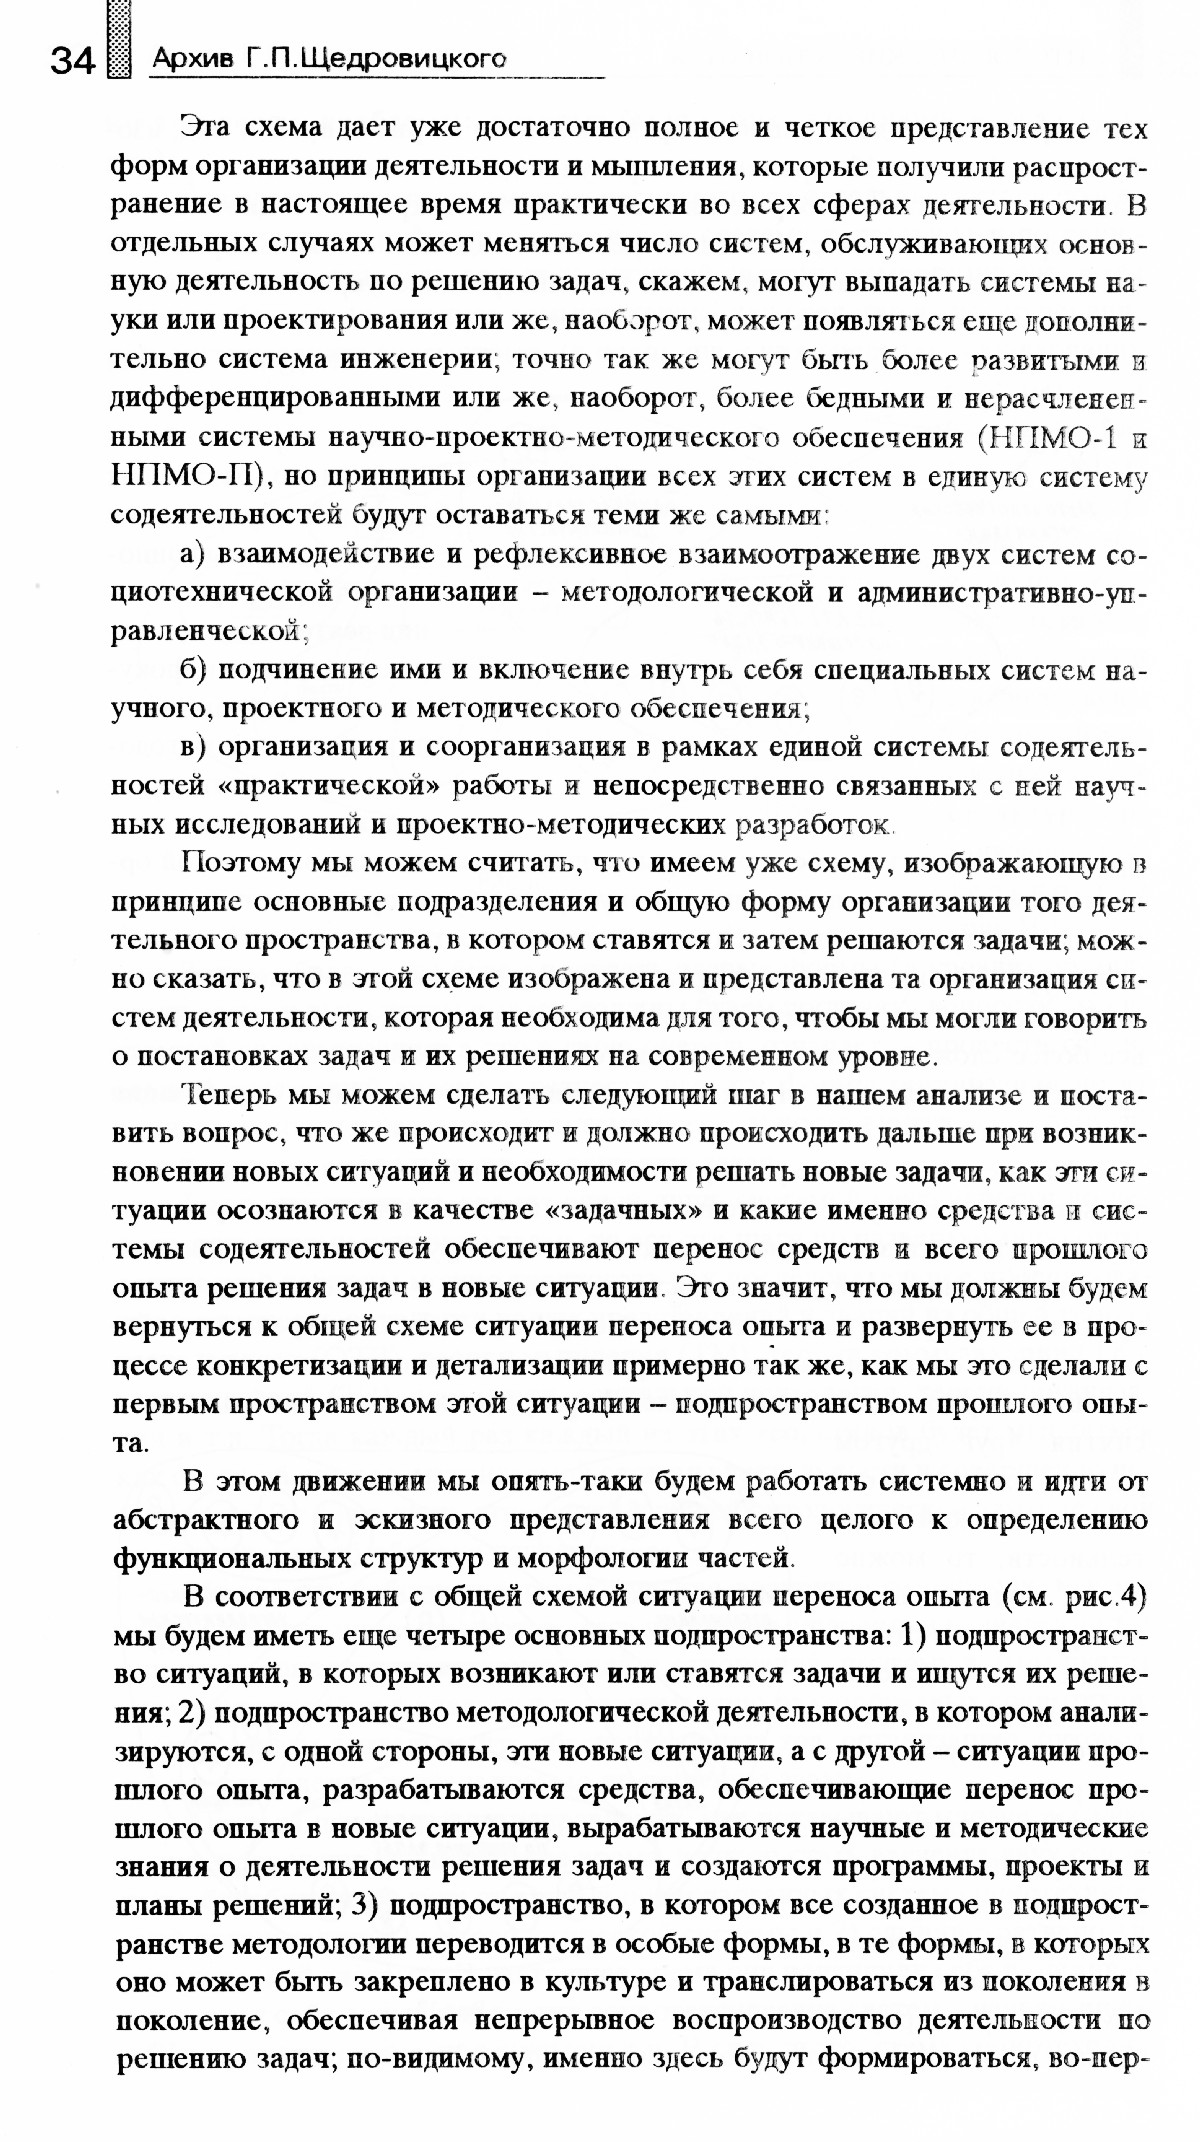 34 Архив Г.П.Щедровицкого
Эта схема дает уже достаточно полное и четкое представление тех
форм организации деятельности и мышления, которые получили распрост-
ранение в настоящее время практически во всех сферах деятельности. В
отдельных случаях может меняться число систем, обслуживающих основ-
ную деятельность по решению задач, скажем, могут выпадать системы на-
уки или проектирования или же, наоборот, может появляться еще дополни-
тельно система инженерии; точно так же могут быть более развитыми и
дифференцированными или же, наоборот, более бедными и нерасчленен-
ными системы научно-проектно-методического обеспечения (НПМО-1 и
НПМО-П), но принципы организации всех этих систем в единую систему
содеятельностей будут оставаться теми же самыми:
а) взаимодействие и рефлексивное взаимоотражение двух систем со-
циотехнической организации – методологической и административно-уп-
равленческой;
б) подчинение ими и включение внутрь себя специальных систем на-
учного, проектного и методического обеспечения;
в) организация и соорганизация в рамках единой системы содеятель-
ностей «практической» работы и непосредственно связанных с ней науч-
ных исследований и проектно-методических разработок.
Поэтому мы можем считать, что имеем уже схему, изображающую в
принципе основные подразделения и общую форму организации того дея-
тельного пространства, в котором ставятся и затем решаются задачи; мож-
но сказать, что в этой схеме изображена и представлена та организация си-
стем деятельности, которая необходима для того, чтобы мы могли говорить
о постановках задач и их решениях на современном уровне.
Теперь мы можем сделать следующий шаг в нашем анализе и поста-
вить вопрос, что же происходит и должно происходить дальше при возник-
новении новых ситуаций и необходимости решать новые задачи, как эти си-
туации осознаются в качестве «задачных» и какие именно средства и сис-
темы содеятельностей обеспечивают перенос средств и всего прошлого
опыта решения задач в новые ситуации. Это значит, что мы должны будем
вернуться к общей схеме ситуации переноса опыта и развернуть ее в про-
цессе конкретизации и детализации примерно так же, как мы это сделали с
первым пространством этой ситуации – подпространством прошлого опы-
та.
В этом движении мы опять-таки будем работать системно и идти от
абстрактного и эскизного представления всего целого к определению
функциональных структур и морфологии частей.
В соответствии с общей схемой ситуации переноса опыта (см. рис.4)
мы будем иметь еще четыре основных подпространства: 1) подпространст-
во ситуаций, в которых возникают или ставятся задачи и ищутся их реше-
ния; 2) подпространство методологической деятельности, в котором анали-
зируются, с одной стороны, эти новые ситуации, а с другой – ситуации про-
шлого опыта, разрабатываются средства, обеспечивающие перенос про-
шлого опыта в новые ситуации, вырабатываются научные и методические
знания о деятельности решения задач и создаются программы, проекты и
планы решений; 3) подпространство, в котором все созданное в подпрост-
ранстве методологии переводится в особые формы, в те формы, в которых
оно может быть закреплено в культуре и транслироваться из поколения в
поколение, обеспечивая непрерывное воспроизводство деятельности по
решению задач; по-видимому, именно здесь будут формироваться, во-пер-